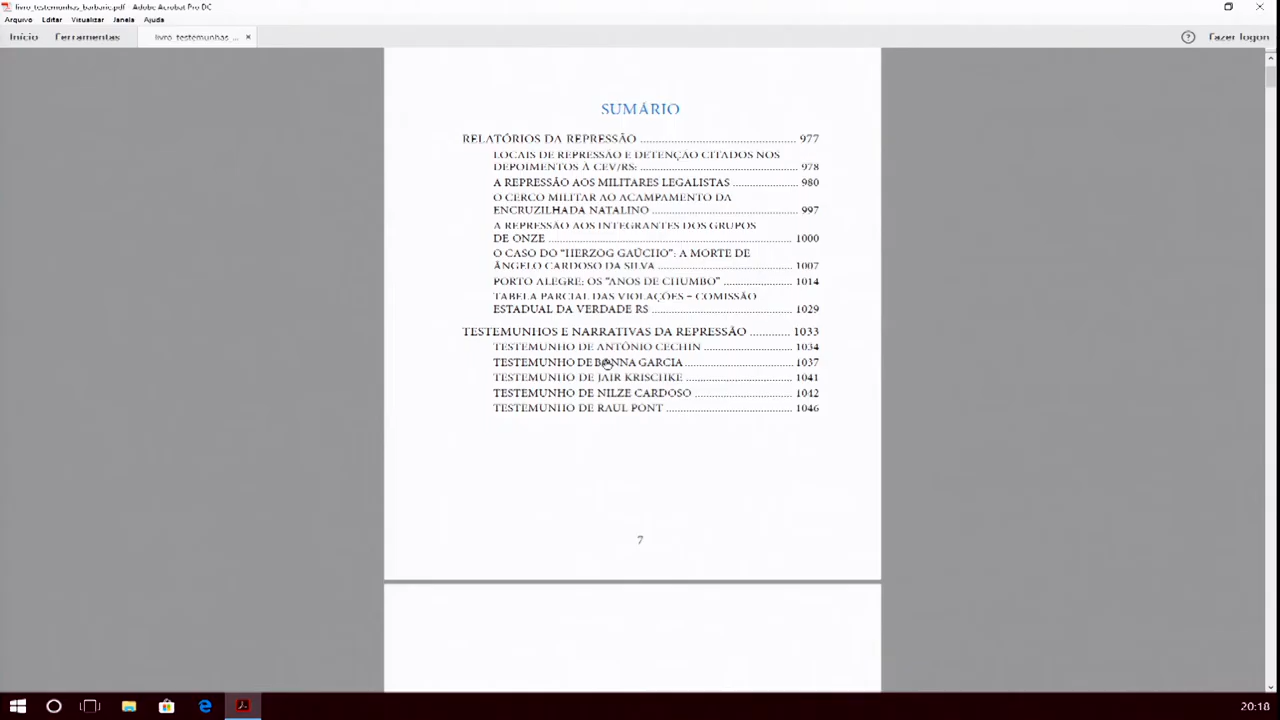 livro_testemunhas_barbarie.pdf - Adobe Acrobat Pro DC
Arquivo Editar Visualizar Janela Ajuda
Início Ferramentas livro_testemunhas ... × ? Fazer logon
SUMÁRIO
RELATÓRIOS DA REPRESSÃO ........ 977
LOCAIS DE REPRESSÃO E DETENÇÃO CITADOS NOS
DEPOIMENTOS À CEV/RS: ........ 978
A REPRESSÃO AOS MILITARES LEGALISTAS ........ 980
O CERCO MILITAR AO ACAMPAMENTO DA
ENCRUZILHADA NATALINO ........ 997
A REPRESSÃO AOS INTEGRANTES DOS GRUPOS
DE ONZE ........ 1000
O CASO DO "HERZOG GAÚCHO": A MORTE DE
ÂNGELO CARDOSO DA SILVA ........ 1007
PORTO ALEGRE: OS "ANOS DE CHUMBO" ........ 1014
TABELA PARCIAL DAS VIOLAÇÕES – COMISSÃO
ESTADUAL DA VERDADE RS ........ 1029
TESTEMUNHOS E NARRATIVAS DA REPRESSÃO ........ 1033
TESTEMUNHO DE ANTÔNIO CECHIN ........ 1034
TESTEMUNHO DE GARCIA ........ 1037
TESTEMUNHO DE JAIR KRISCHKE ........ 1041
TESTEMUNHO DE NILZE CARDOSO ........ 1042
TESTEMUNHO DE RAUL PONT ........ 1046
7
20:18